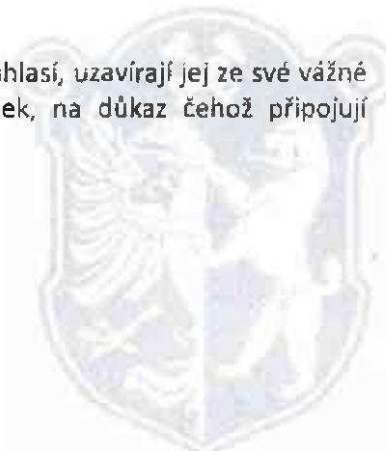 hlasí, uzavírají jej ze své vážné
ek, na důkaz čehož připojují